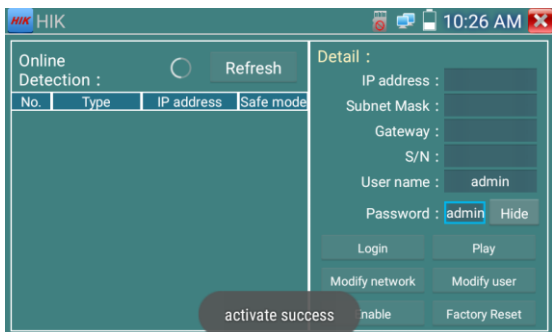 HIK HIK 10:26 AM
Online
Detection :
Refresh
No. Type IP address Safe mode
Detail :
IP address :
Subnet Mask :
Gateway :
S/N :
User name : admin
Password : admin Hide
Login Play
Modify network Modify user
Enable Factory Reset
activate success